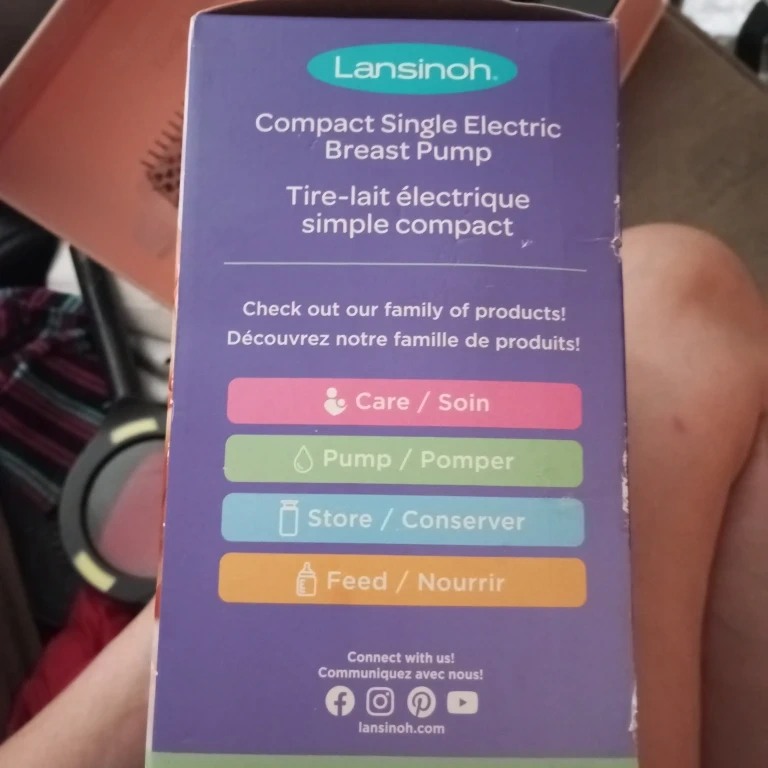 Lansinoh®
Compact Single Electric
Breast Pump
Tire-lait électrique
simple compact
Check out our family of products!
Découvrez notre famille de produits!
Care / Soin
Pump / Pomper
Store / Conserver
Feed / Nourrir
Connect with us!
Communiquez avec nous!
lansinoh.com